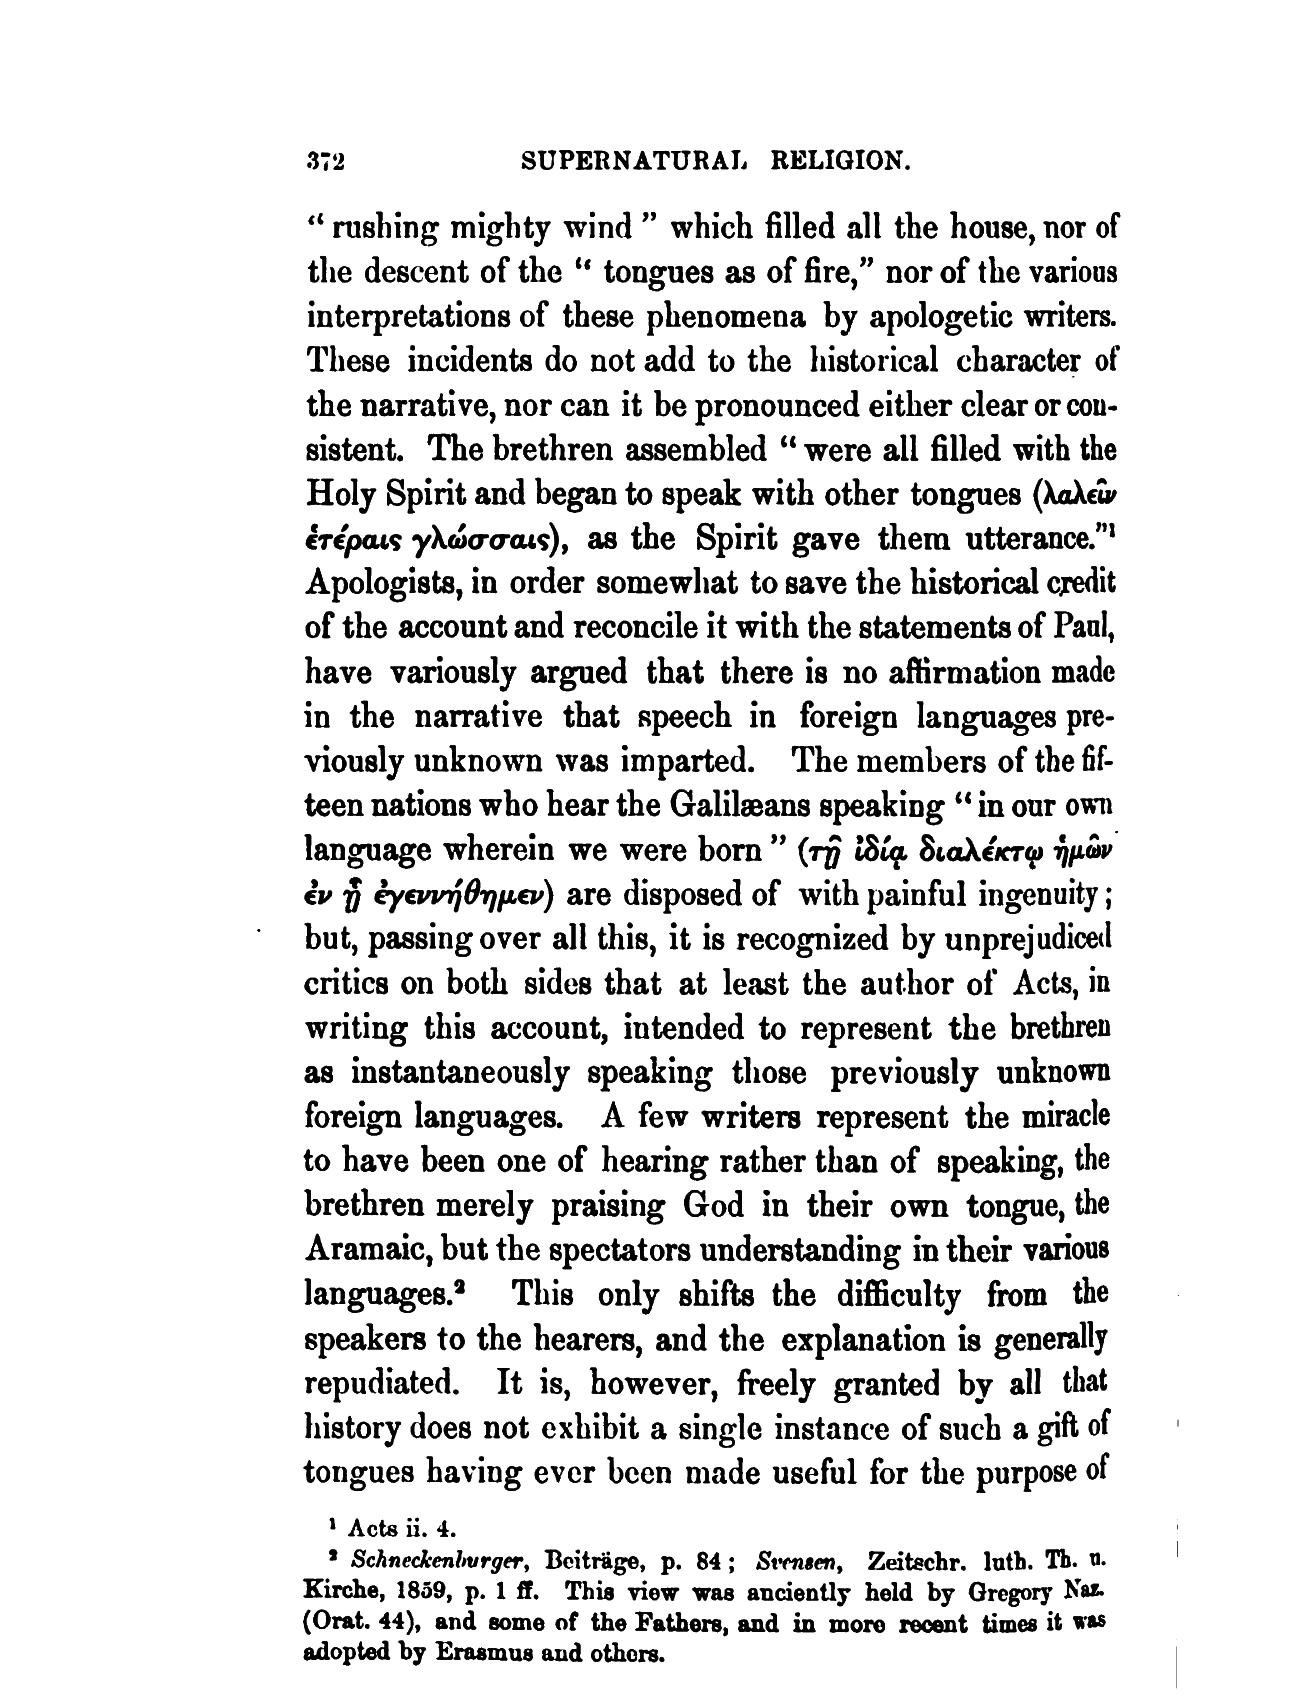 372 SUPERNATURAL RELIGION.
“ rushing mighty wind ” which filled all the house, nor of
the descent of the “ tongues as of fire,” nor of the various
interpretations of these phenomena by apologetic writers.
These incidents do not add to the historical character of
the narrative, nor can it be pronounced either clear or con-
sistent. The brethren assembled “ were all filled with the
Holy Spirit and began to speak with other tongues (λαλεῖν
ἑτέραις γλώσσαις), as the Spirit gave them utterance.”¹
Apologists, in order somewhat to save the historical credit
of the account and reconcile it with the statements of Paul,
have variously argued that there is no affirmation made
in the narrative that speech in foreign languages pre-
viously unknown was imparted. The members of the fif-
teen nations who hear the Galilæans speaking “ in our own
language wherein we were born ” (τῇ ἰδίᾳ διαλέκτῳ ἡμῶν
ἐν ᾗ ἐγεννήθημεν) are disposed of with painful ingenuity ;
but, passing over all this, it is recognized by unprejudiced
critics on both sides that at least the author of Acts, in
writing this account, intended to represent the brethren
as instantaneously speaking those previously unknown
foreign languages. A few writers represent the miracle
to have been one of hearing rather than of speaking, the
brethren merely praising God in their own tongue, the
Aramaic, but the spectators understanding in their various
languages.² This only shifts the difficulty from the
speakers to the hearers, and the explanation is generally
repudiated. It is, however, freely granted by all that
history does not exhibit a single instance of such a gift of
tongues having ever been made useful for the purpose of
¹ Acts ii. 4.
² Schneckenburger, Beiträge, p. 84 ; Svensen, Zeitschr. luth. Th. u.
Kirche, 1859, p. 1 ff. This view was anciently held by Gregory Naz.
(Orat. 44), and some of the Fathers, and in more recent times it was
adopted by Erasmus and others.